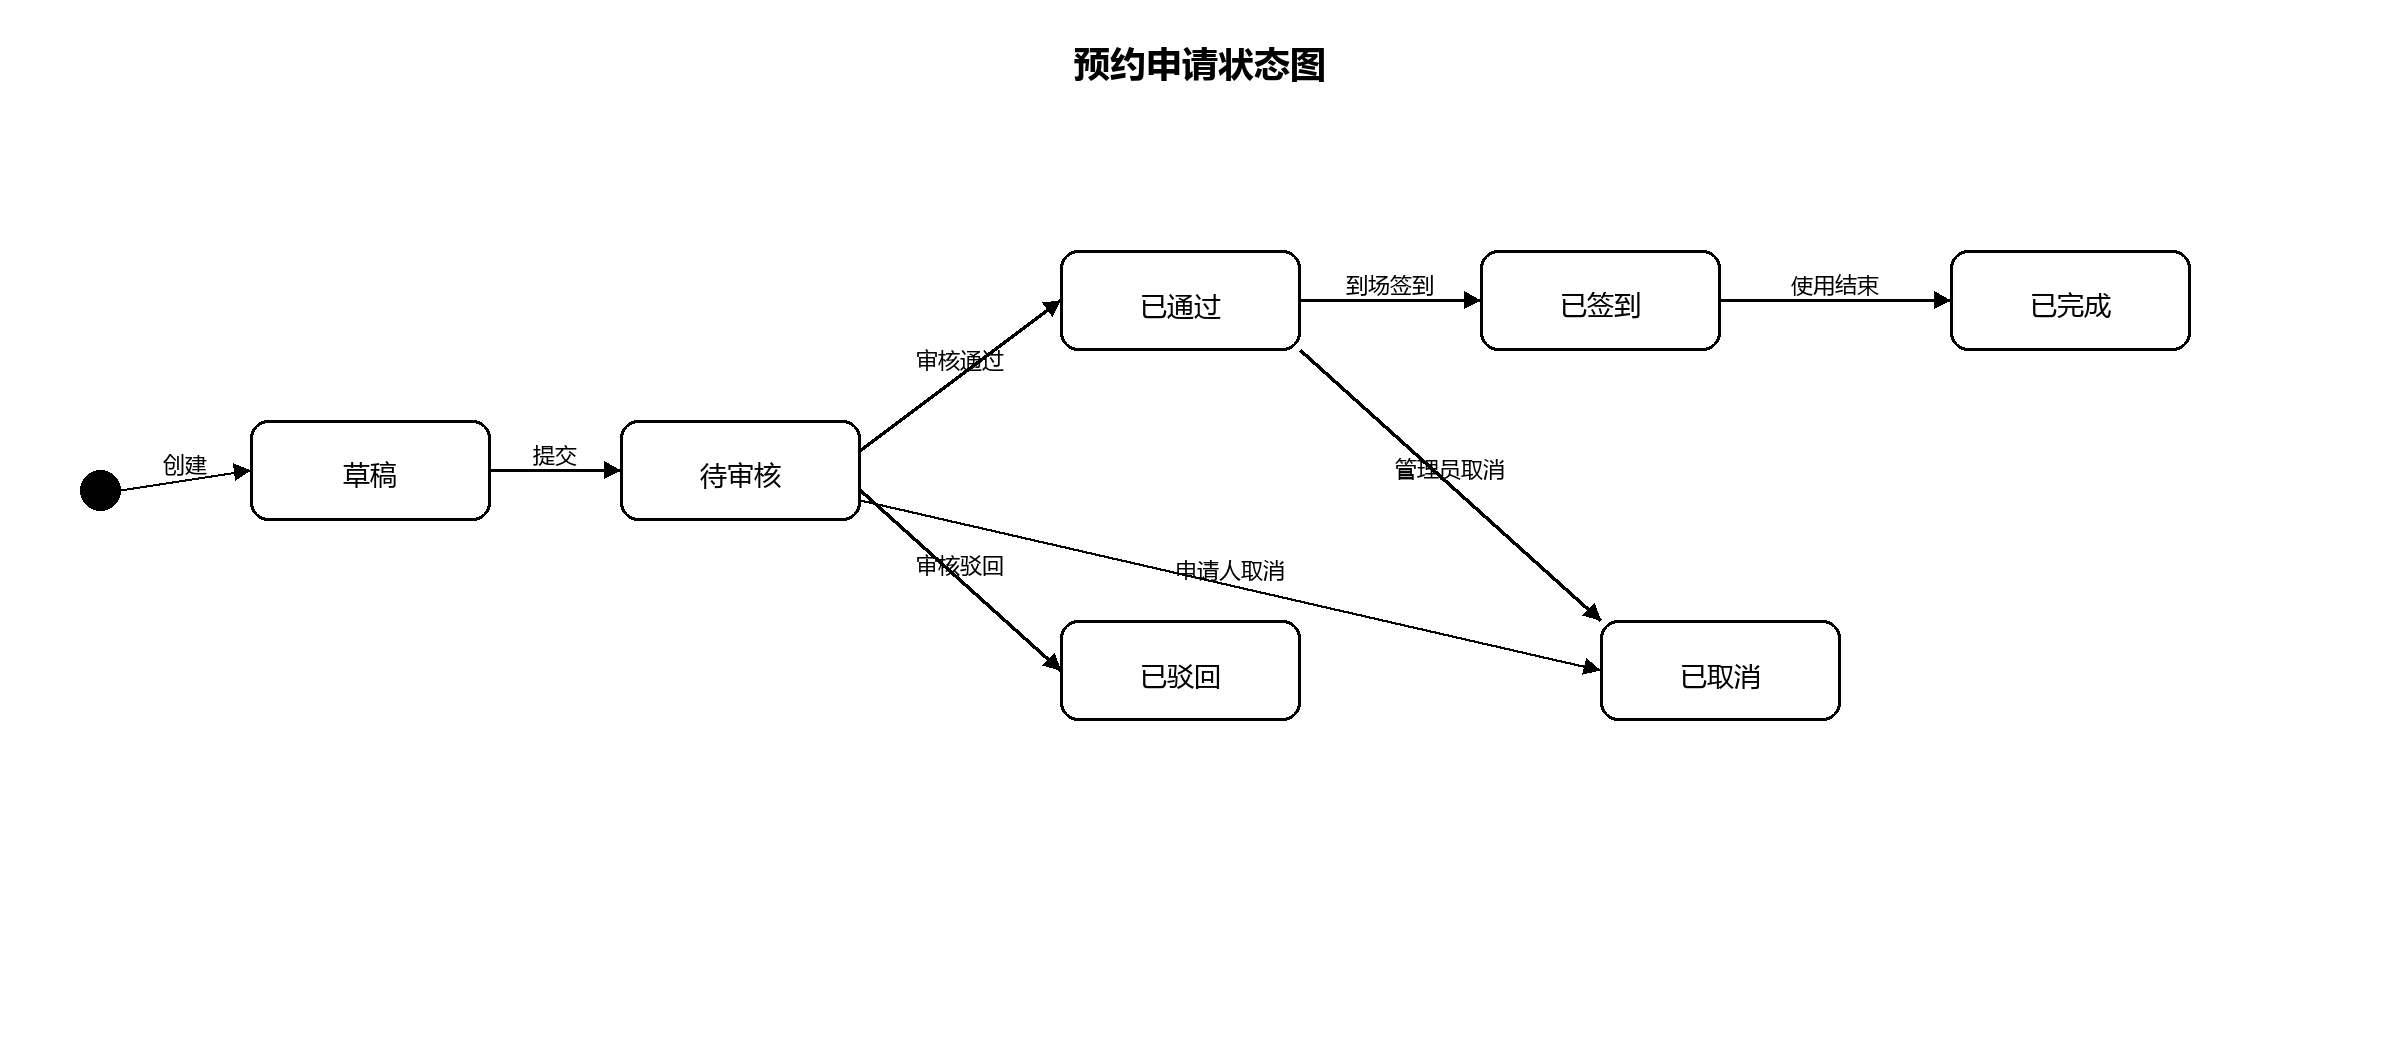 预约申请状态图
已通过
到场签到
已签到
使用结束
已完成
审核通过
创建
草稿
提交
待审核
管理员取消
审核驳回
申请人取消
已驳回
已取消